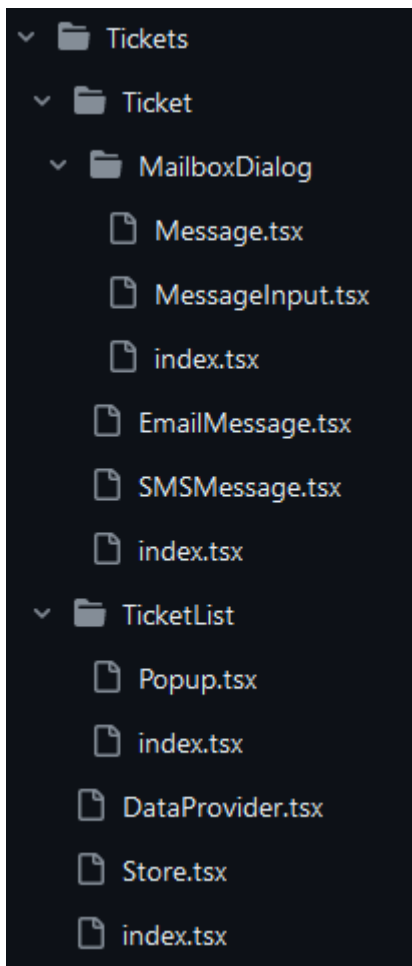 Tickets
Ticket
MailboxDialog
Message.tsx
MessageInput.tsx
index.tsx
EmailMessage.tsx
SMSMessage.tsx
index.tsx
TicketList
Popup.tsx
index.tsx
DataProvider.tsx
Store.tsx
index.tsx